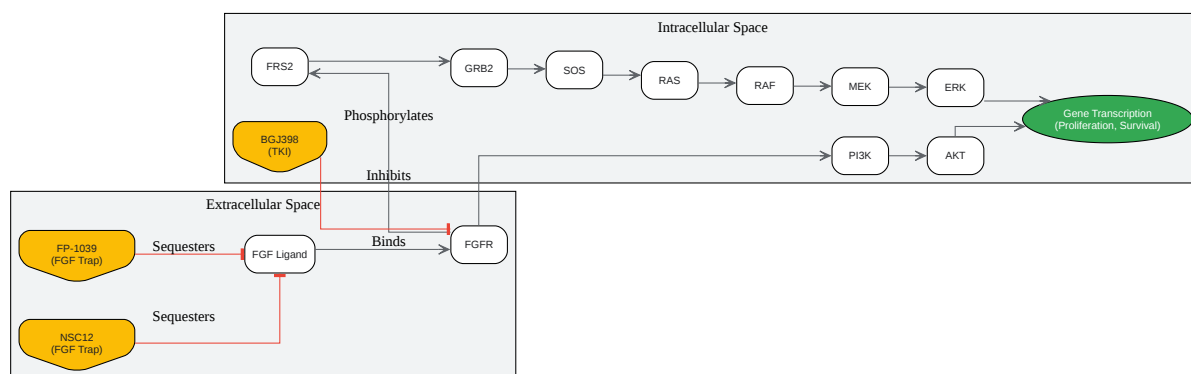 Intracellular Space
FRS2
GRB2
SOS
RAS
RAF
MEK
ERK
Gene Transcription
(Proliferation, Survival)
Phosphorylates
BGJ398
(TKI)
PI3K
AKT
Inhibits
Extracellular Space
FP-1039
(FGF Trap)
Sequesters
FGF Ligand
Binds
FGFR
Sequesters
NSC12
(FGF Trap)